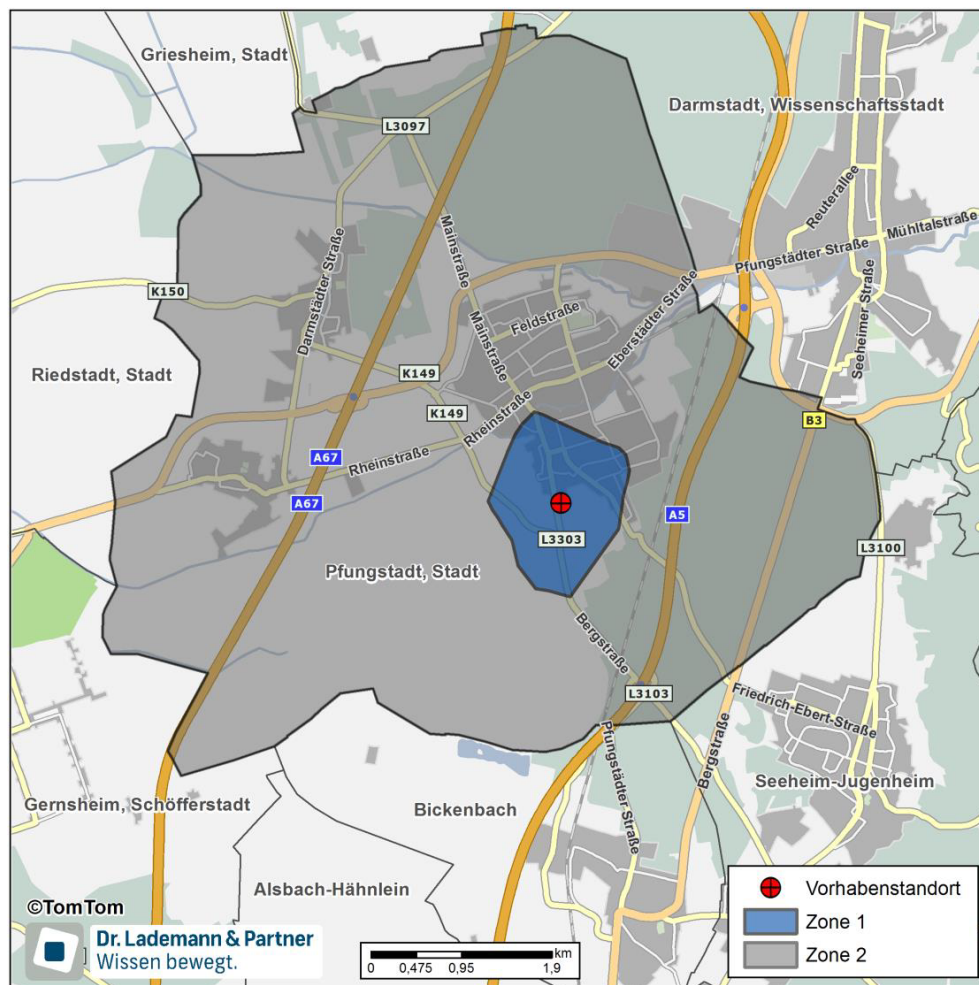 Griesheim, Stadt
Darmstadt, Wissenschaftsstadt
L3097
Reuterallee
Mühltalstraße
Pfungstädter Straße
Mainstraße
Darmstädter Straße
K150
Feldstraße
Eberstädter Straße
Seeheimer Straße
Mainstraße
Riedstadt, Stadt
K149
K149
Rheinstraße
B3
A67
Rheinstraße
A67
A5
L3303
L3100
Pfungstadt, Stadt
Bergstraße
L3103
Friedrich-Ebert-Straße
Pfungstädter Straße
Bergstraße
Seeheim-Jugenheim
Gernsheim, Schöfferstadt
Bickenbach
Alsbach-Hähnlein
©TomTom
Dr. Lademann & Partner
Wissen bewegt.
km
0 0,475 0,95 1,9
Vorhabenstandort
Zone 1
Zone 2